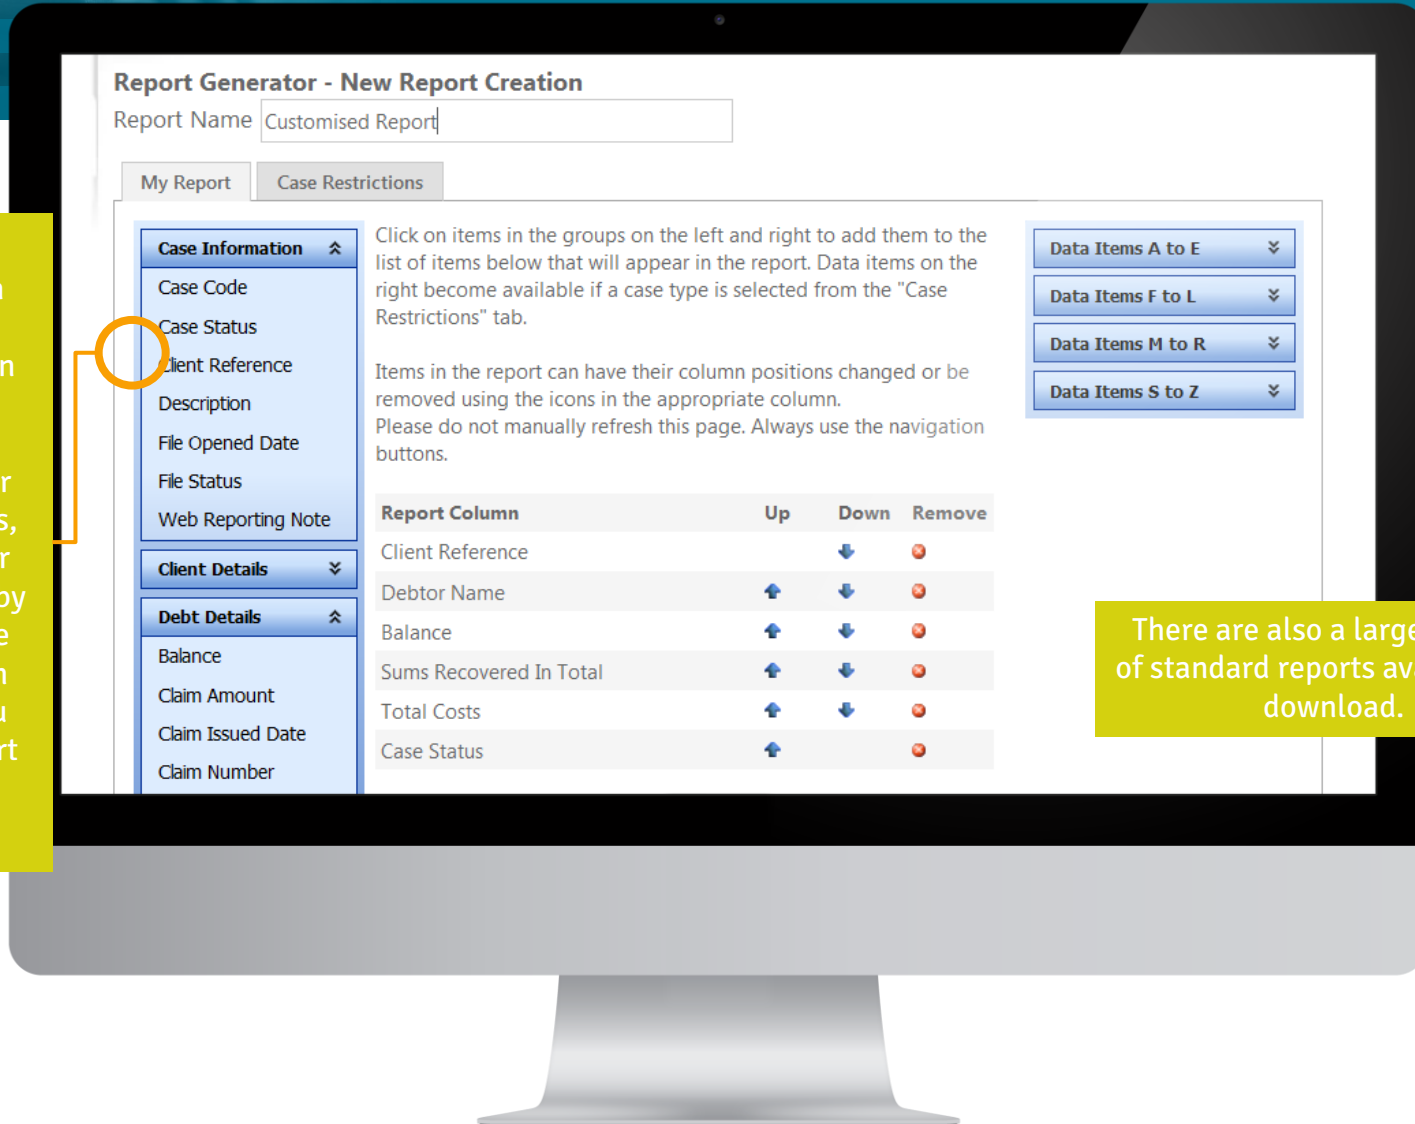 Report Generator - New Report Creation
Report Name Customised Report
My Report Case Restrictions
Case Information
Case Code
Case Status
Client Reference
Description
File Opened Date
File Status
Web Reporting Note
Client Details
Debt Details
Balance
Claim Amount
Claim Issued Date
Claim Number
Click on items in the groups on the left and right to add them to the
list of items below that will appear in the report. Data items on the
right become available if a case type is selected from the "Case
Restrictions" tab.
Items in the report can have their column positions changed or be
removed using the icons in the appropriate column.
Please do not manually refresh this page. Always use the navigation
buttons.
Report Column Up Down Remove
Client Reference
Debtor Name
Balance
Sums Recovered In Total
Total Costs
Case Status
Data Items A to E
Data Items F to L
Data Items M to R
Data Items S to Z
There are also a large
of standard reports
download.
by